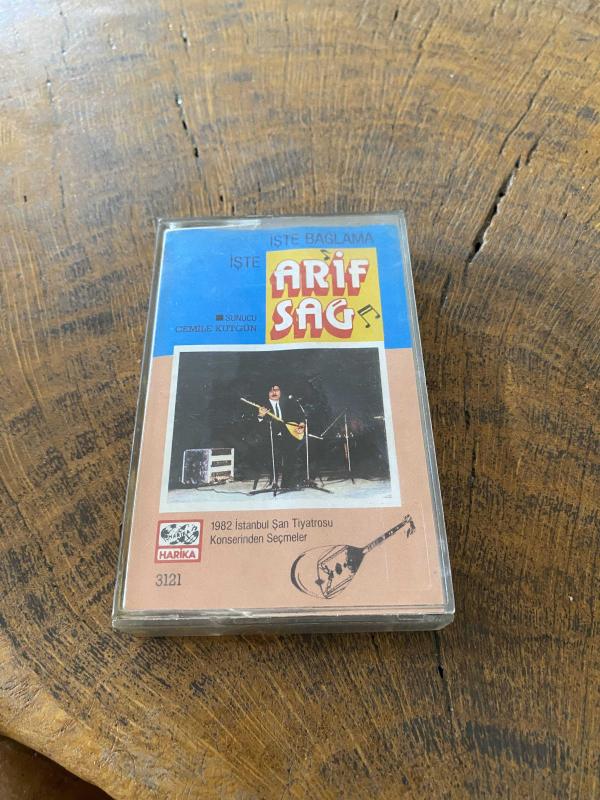 İŞTE BAĞLAMA
İŞTE
ARİF
SAĞ
SUNUCU
CEMİLE KUTGÜN
1982 İstanbul Şan Tiyatrosu
Konserinden Seçmeler
HARİKA
3121